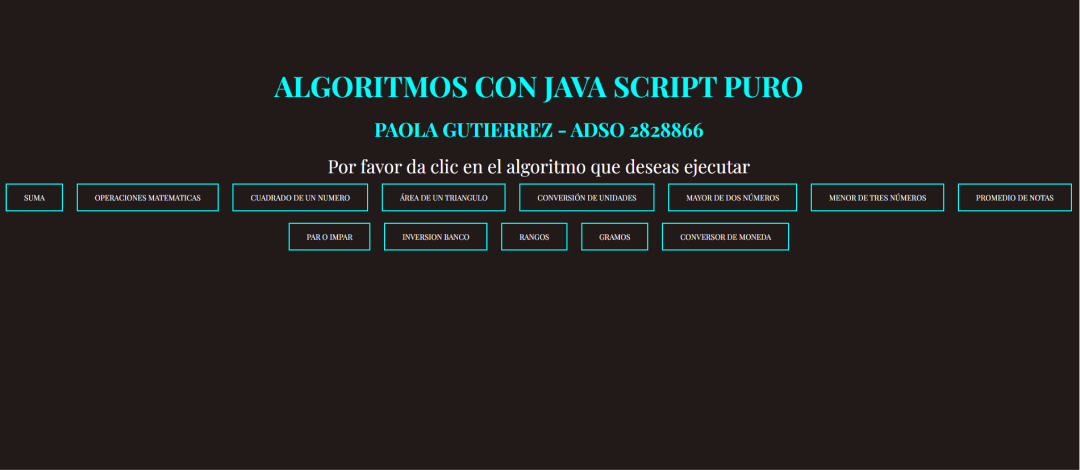 ALGORITMOS CON JAVA SCRIPT PURO
PAOLA GUTIERREZ - ADSO 2828866
Por favor da clic en el algoritmo que deseas ejecutar
SUMA OPERACIONES MATEMATICAS CUADRADO DE UN NUMERO ÁREA DE UN TRIANGULO CONVERSIÓN DE UNIDADES MAYOR DE DOS NÚMEROS MENOR DE TRES NÚMEROS PROMEDIO DE NOTAS
PAR O IMPAR INVERSION BANCO RANGOS GRAMOS CONVERSOR DE MONEDA